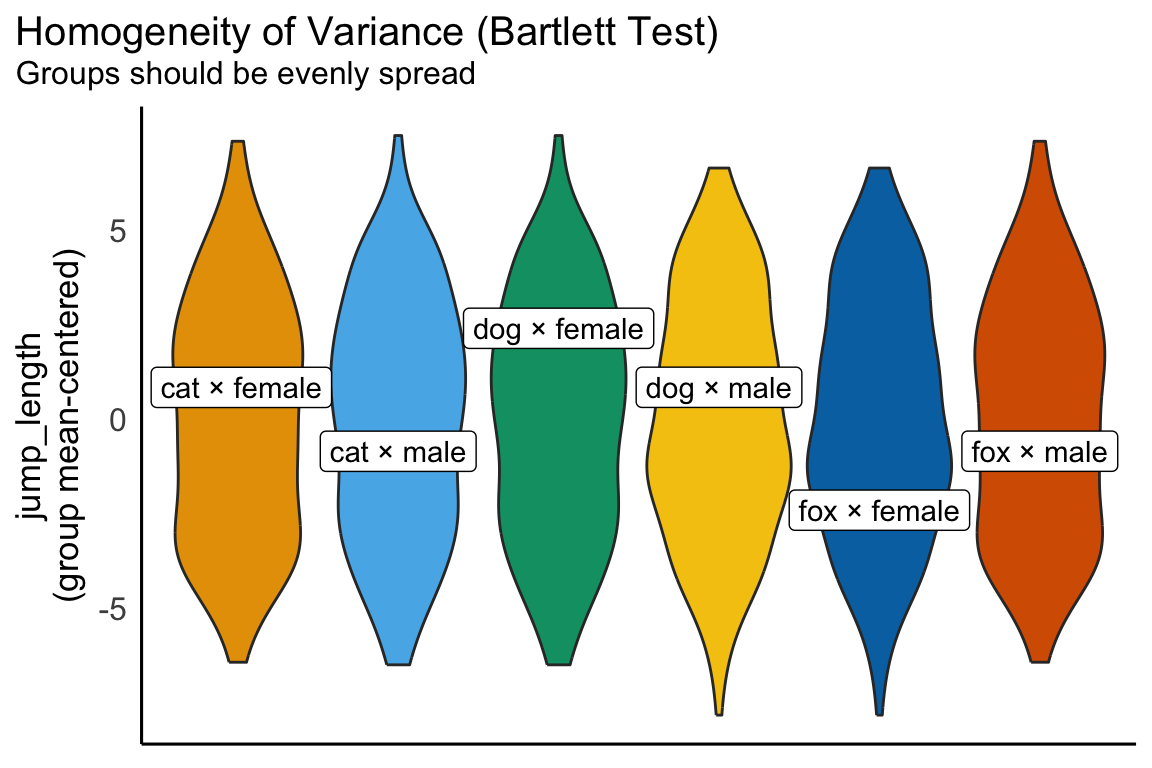 Homogeneity of Variance (Bartlett Test)
Groups should be evenly spread
jump_length
(group mean-centered)
5
0
-5
cat × female
cat × male
dog × female
dog × male
fox × female
fox × male